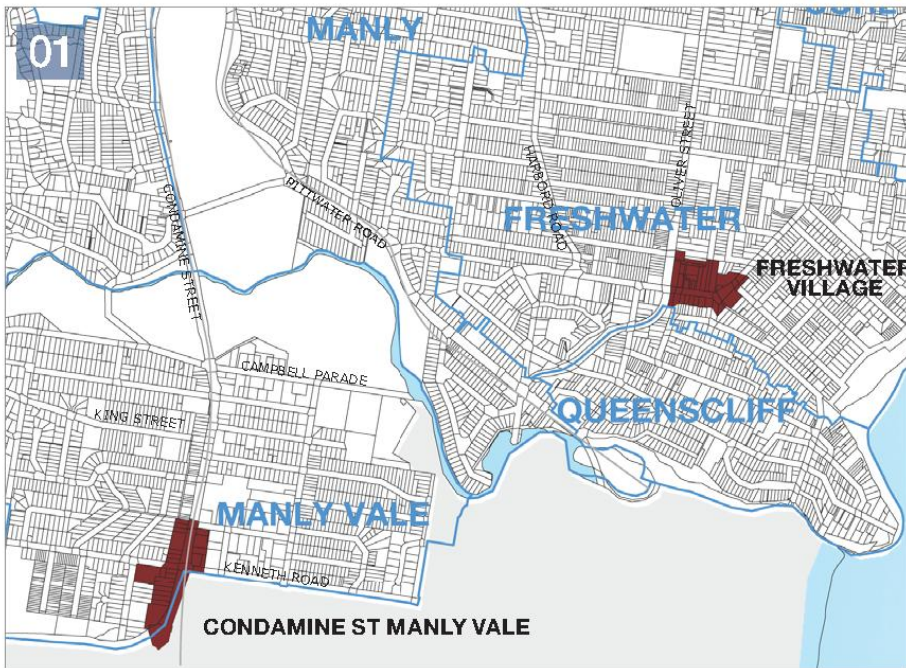 01
MANLY
CONDAMINE STREET
PITTWATER ROAD
HARBORD ROAD
OLIVER STREET
FRESHWATER
FRESHWATER
VILLAGE
CAMPBELL PARADE
KING STREET
QUEENSCLIFF
MANLY VALE
KENNETH ROAD
CONDAMINE ST MANLY VALE